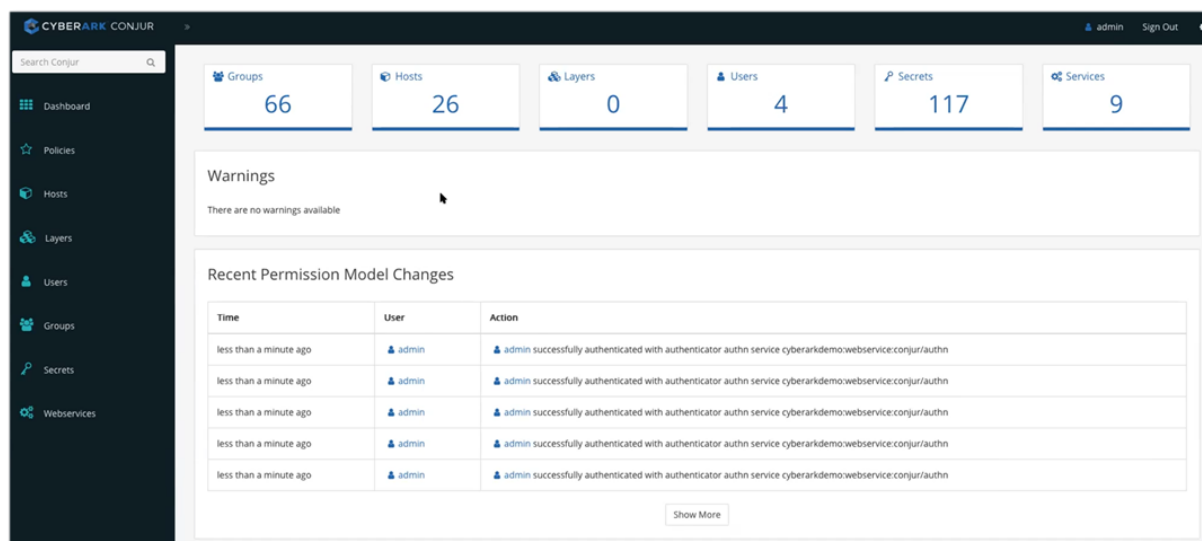 CYBERARK CONJUR » admin Sign Out
Search Conjur
Dashboard
Policies
Hosts
Layers
Users
Groups
Secrets
Webservices
Groups
66
Hosts
26
Layers
0
Users
4
Secrets
117
Services
9
Warnings
There are no warnings available
Recent Permission Model Changes
Time User Action
less than a minute ago admin admin successfully authenticated with authenticator authn service cyberarkdemo:webservice:conjur/authn
less than a minute ago admin admin successfully authenticated with authenticator authn service cyberarkdemo:webservice:conjur/authn
less than a minute ago admin admin successfully authenticated with authenticator authn service cyberarkdemo:webservice:conjur/authn
less than a minute ago admin admin successfully authenticated with authenticator authn service cyberarkdemo:webservice:conjur/authn
less than a minute ago admin admin successfully authenticated with authenticator authn service cyberarkdemo:webservice:conjur/authn
Show More